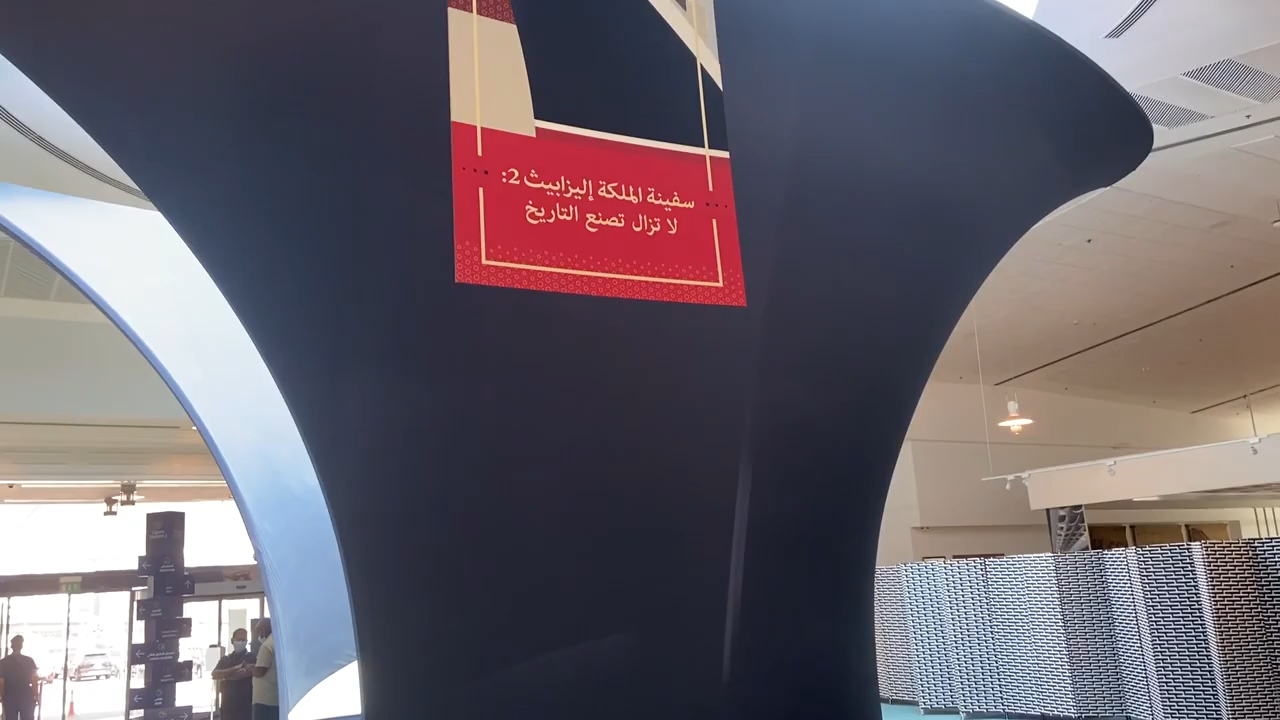 سفينة الملكة إليزابيث 2:
لا تزال تصنع التاريخ